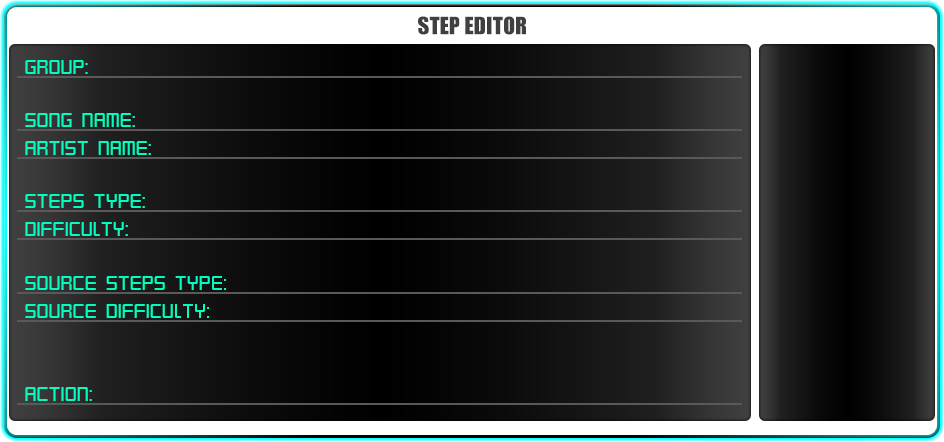 STEP EDITOR
GROUP:
SONG NAME:
ARTIST NAME:
STEPS TYPE:
DIFFICULTY:
SOURCE STEPS TYPE:
SOURCE DIFFICULTY:
ACTION: